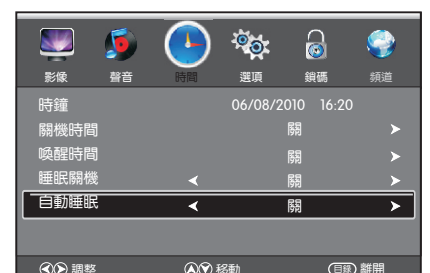 影像 聲音 時間 選項 鎖碼 頻道
時鐘 06/08/2010 16:20
關機時間 關
喚醒時間 關
睡眠關機 關
自動睡眠 關
調整 移動 目錄 離開